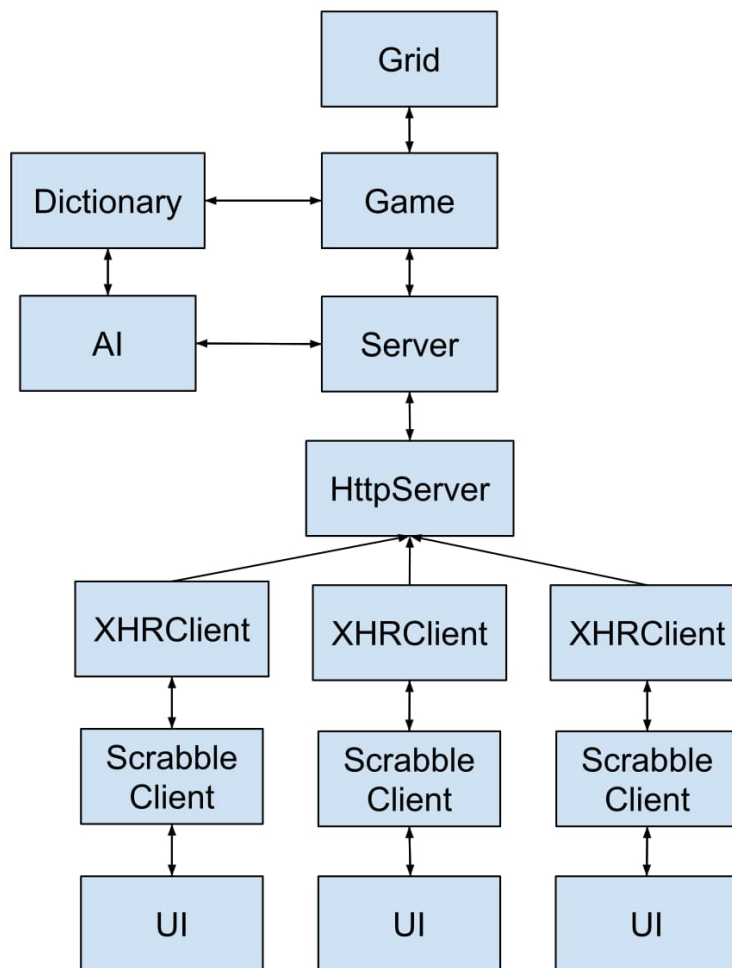 Grid
Dictionary
Game
AI
Server
HttpServer
XHRClient
XHRClient
XHRClient
Scrabble
Client
Scrabble
Client
Scrabble
Client
UI
UI
UI